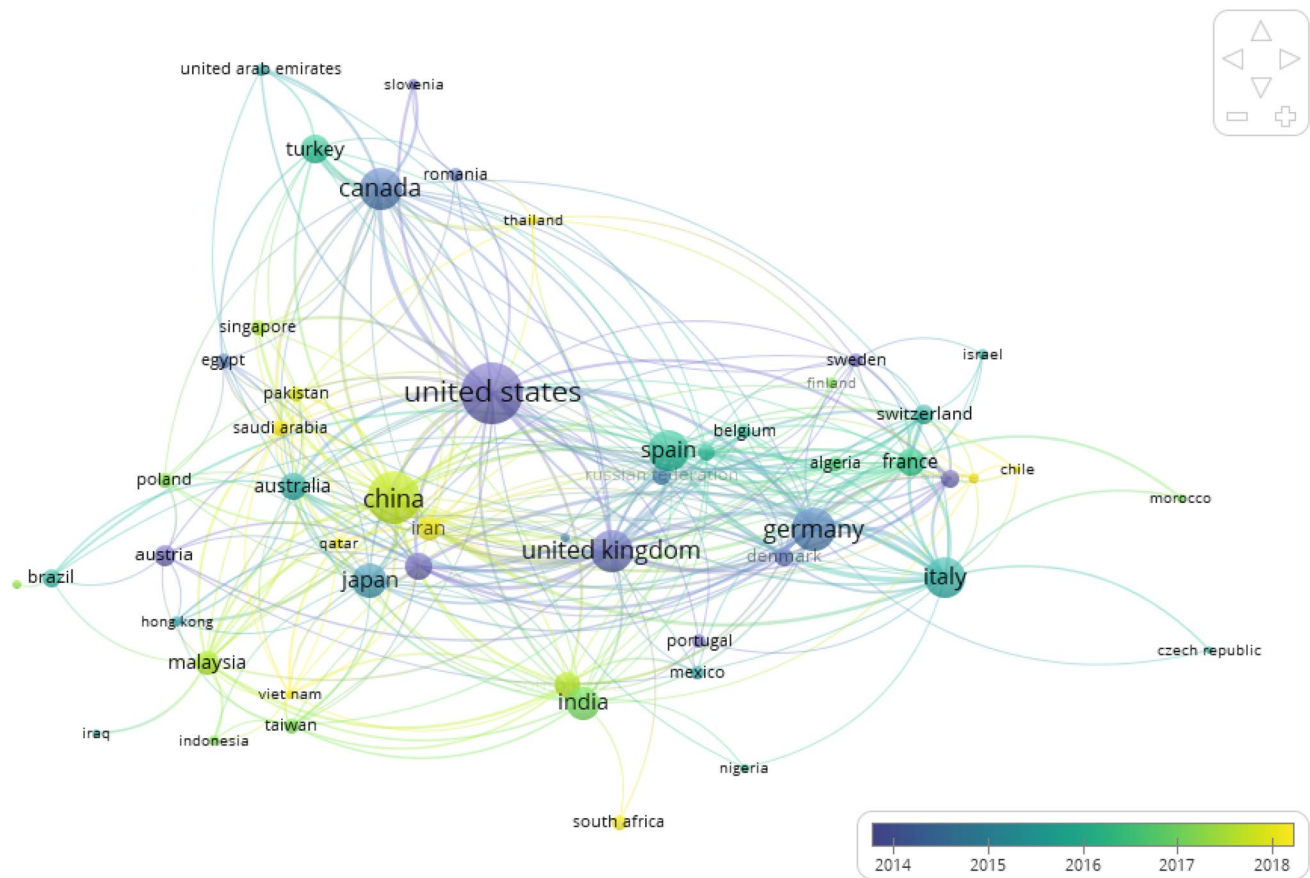 united arab emirates
slovenia
turkey
canada
romania
thailand
singapore
egypt
sweden
israel
finland
united states
pakistan
switzerland
saudi arabia
belgium
spain
algeria
france
chile
russian federation
poland
australia
china
morocco
iran
germany
qatar
united kingdom
austria
denmark
brazil
japan
italy
hong kong
portugal
czech republic
malaysia
mexico
viet nam
india
taiwan
iraq
indonesia
nigeria
south africa
2014 2015 2016 2017 2018